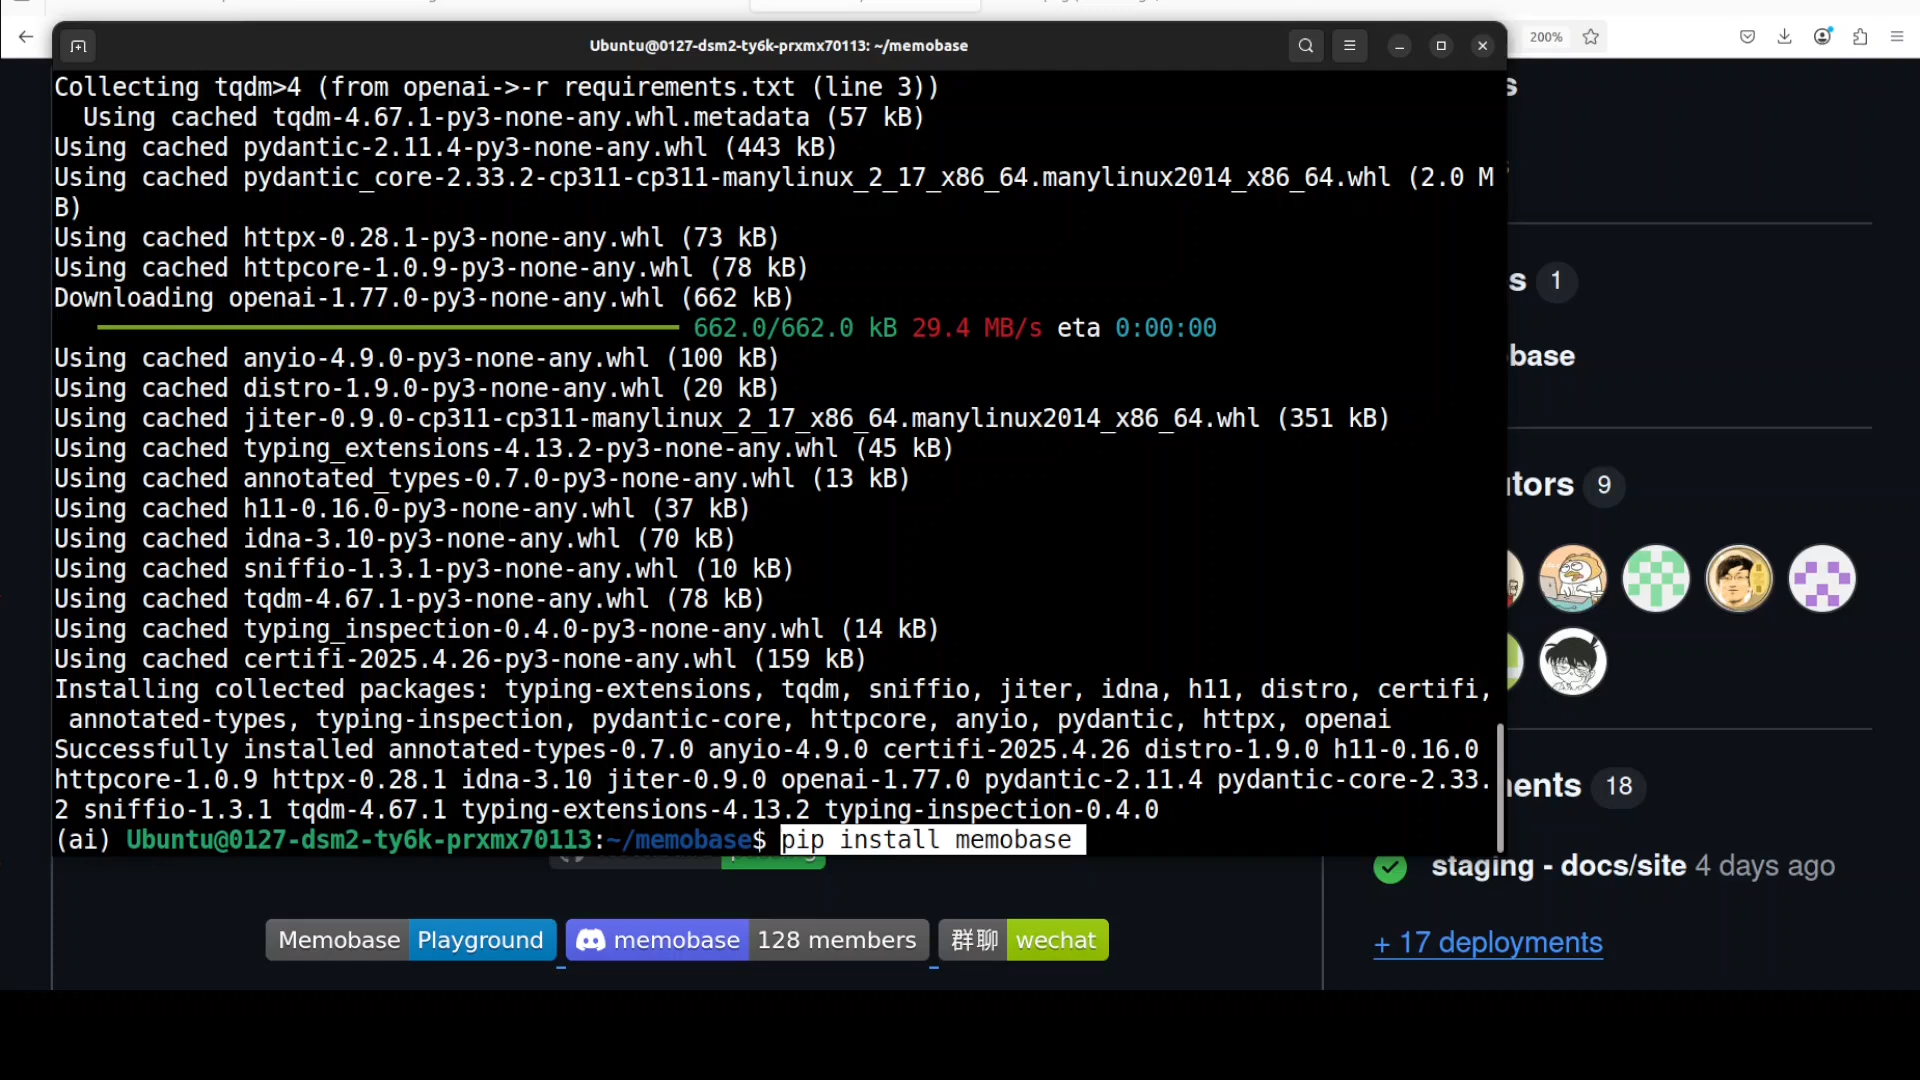 Ubuntu@0127-dsm2-ty6k-prxmx70113: ~/memobase
200%
Collecting tqdm>4 (from openai->-r requirements.txt (line 3))
Using cached tqdm-4.67.1-py3-none-any.whl.metadata (57 kB)
Using cached pydantic-2.11.4-py3-none-any.whl (443 kB)
Using cached pydantic_core-2.33.2-cp311-cp311-manylinux_2_17_x86_64.manylinux2014_x86_64.whl (2.0 M
B)
Using cached httpx-0.28.1-py3-none-any.whl (73 kB)
Using cached httpcore-1.0.9-py3-none-any.whl (78 kB)
Downloading openai-1.77.0-py3-none-any.whl (662 kB)
662.0/662.0 kB 29.4 MB/s eta 0:00:00
Using cached anyio-4.9.0-py3-none-any.whl (100 kB)
Using cached distro-1.9.0-py3-none-any.whl (20 kB)
Using cached jiter-0.9.0-cp311-cp311-manylinux_2_17_x86_64.manylinux2014_x86_64.whl (351 kB)
Using cached typing_extensions-4.13.2-py3-none-any.whl (45 kB)
Using cached annotated_types-0.7.0-py3-none-any.whl (13 kB)
Using cached h11-0.16.0-py3-none-any.whl (37 kB)
Using cached idna-3.10-py3-none-any.whl (70 kB)
Using cached sniffio-1.3.1-py3-none-any.whl (10 kB)
Using cached tqdm-4.67.1-py3-none-any.whl (78 kB)
Using cached typing_inspection-0.4.0-py3-none-any.whl (14 kB)
Using cached certifi-2025.4.26-py3-none-any.whl (159 kB)
Installing collected packages: typing-extensions, tqdm, sniffio, jiter, idna, h11, distro, certifi,
annotated-types, typing-inspection, pydantic-core, httpcore, anyio, pydantic, httpx, openai
Successfully installed annotated-types-0.7.0 anyio-4.9.0 certifi-2025.4.26 distro-1.9.0 h11-0.16.0
httpcore-1.0.9 httpx-0.28.1 idna-3.10 jiter-0.9.0 openai-1.77.0 pydantic-2.11.4 pydantic-core-2.33.
2 sniffio-1.3.1 tqdm-4.67.1 typing-extensions-4.13.2 typing-inspection-0.4.0
(ai) Ubuntu@0127-dsm2-ty6k-prxmx70113:~/memobase$ pip install memobase
s 1
base
tors 9
ents 18
staging - docs/site 4 days ago
+ 17 deployments
Memobase Playground
memobase 128 members
群聊 wechat